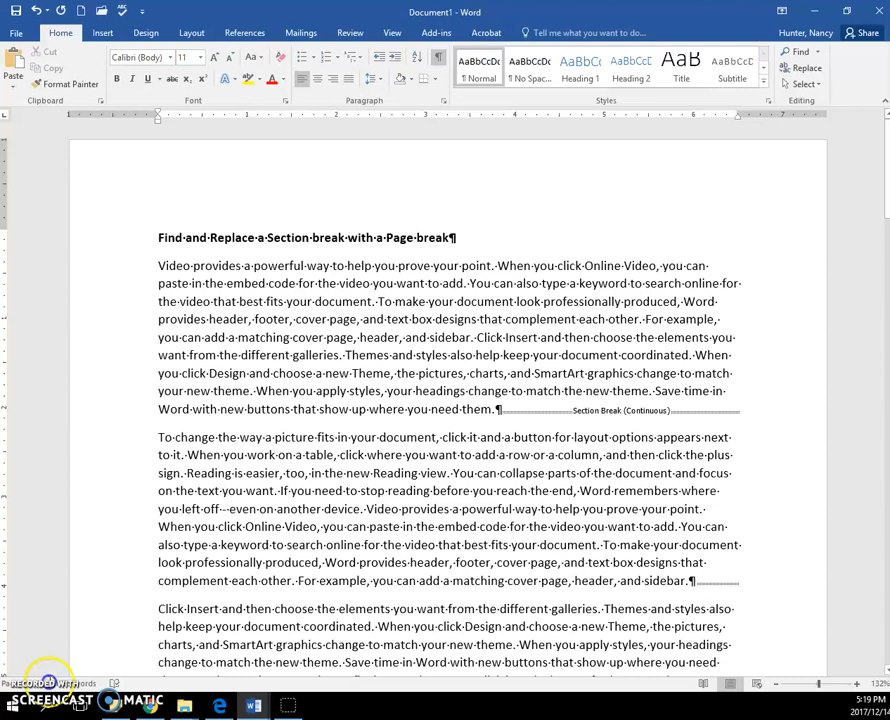 Document1 - Word
Hunter, Nancy
Share
File
Home
Insert
Design
Layout
References
Mailings
Review
View
Add-ins
Acrobat
Tell me what you want to do...
Paste
Cut
Copy
Format Painter
Clipboard
Calibri (Body)
11
Font
Paragraph
AaBbCcDc
¶ Normal
AaBbCcDc
¶ No Spac...
AaBbC
Heading 1
AaBbCcE
Heading 2
AaB
Title
AaBbCcD
Subtitle
Styles
Find
Replace
Select
Editing
Find·and·Replace·a·Section·break·with·a·Page·break¶
Video·provides·a·powerful·way·to·help·you·prove·your·point.·When·you·click·Online·Video,·you·can·
paste·in·the·embed·code·for·the·video·you·want·to·add.·You·can·also·type·a·keyword·to·search·online·for·
the·video·that·best·fits·your·document.·To·make·your·document·look·professionally·produced,·Word·
provides·header,·footer,·cover·page,·and·text·box·designs·that·complement·each·other.·For·example,·
you·can·add·a·matching·cover·page,·header,·and·sidebar.·Click·Insert·and·then·choose·the·elements·you·
want·from·the·different·galleries.·Themes·and·styles·also·help·keep·your·document·coordinated.·When·
you·click·Design·and·choose·a·new·Theme,·the·pictures,·charts,·and·SmartArt·graphics·change·to·match·
your·new·theme.·When·you·apply·styles,·your·headings·change·to·match·the·new·theme.·Save·time·in·
Word·with·new·buttons·that·show·up·where·you·need·them.¶ Section Break (Continuous)
To·change·the·way·a·picture·fits·in·your·document,·click·it·and·a·button·for·layout·options·appears·next·
to·it.·When·you·work·on·a·table,·click·where·you·want·to·add·a·row·or·a·column,·and·then·click·the·plus·
sign.·Reading·is·easier,·too,·in·the·new·Reading·view.·You·can·collapse·parts·of·the·document·and·focus·
on·the·text·you·want.·If·you·need·to·stop·reading·before·you·reach·the·end,·Word·remembers·where·
you·left·off·-·even·on·another·device.·Video·provides·a·powerful·way·to·help·you·prove·your·point.·
When·you·click·Online·Video,·you·can·paste·in·the·embed·code·for·the·video·you·want·to·add.·You·can·
also·type·a·keyword·to·search·online·for·the·video·that·best·fits·your·document.·To·make·your·document·
look·professionally·produced,·Word·provides·header,·footer,·cover·page,·and·text·box·designs·that·
complement·each·other.·For·example,·you·can·add·a·matching·cover·page,·header,·and·sidebar.¶
Click·Insert·and·then·choose·the·elements·you·want·from·the·different·galleries.·Themes·and·styles·also·
help·keep·your·document·coordinated.·When·you·click·Design·and·choose·a·new·Theme,·the·pictures,·
charts,·and·SmartArt·graphics·change·to·match·your·new·theme.·When·you·apply·styles,·your·headings·
change·to·match·the·new·theme.·Save·time·in·Word·with·new·buttons·that·show·up·where·you·need·
132%
RECORDED WITH
SCREENCAST MATIC
5:19 PM